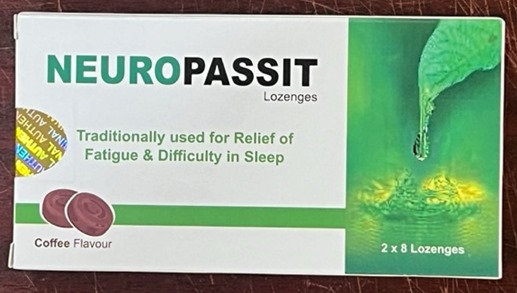 NEUROPASSIT
Lozenges
Traditionally used for Relief of
Fatigue & Difficulty in Sleep
Coffee Flavour
2 x 8 Lozenges